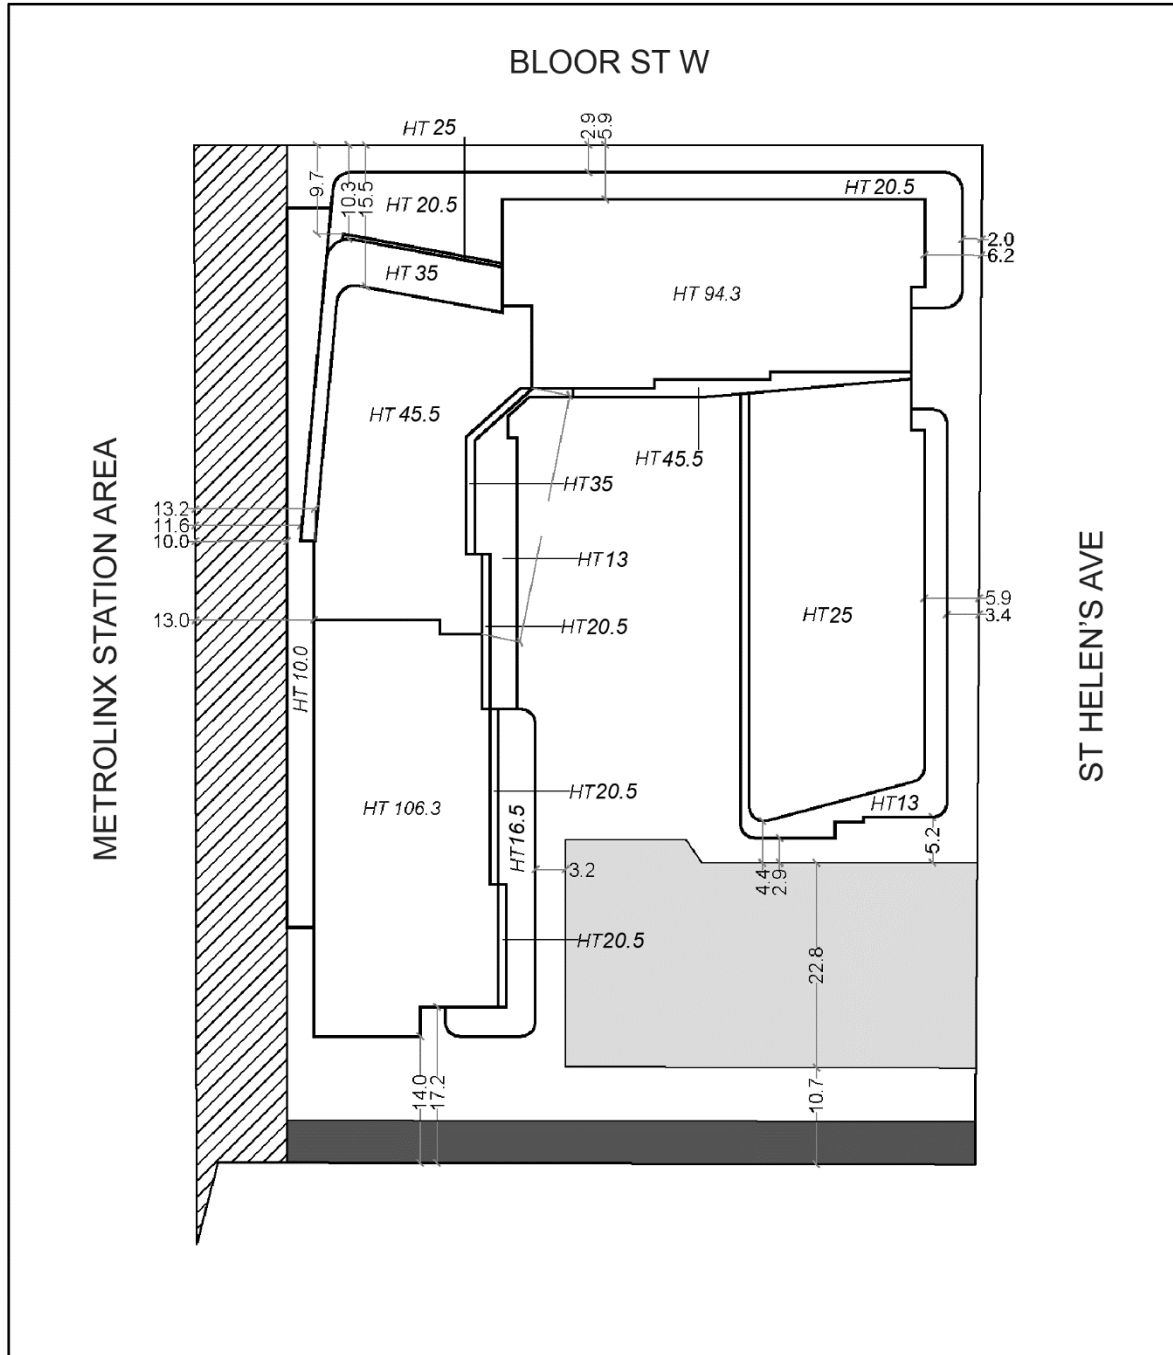 BLOOR ST W
HT 25
2.9
5.9
9.7
10.3
15.5
HT 20.5
HT 20.5
2.0
6.2
HT 35
HT 94.3
HT 45.5
HT 45.5
METROLINX STATION AREA
HT35
13.2
11.6
10.0
HT13
ST HELEN'S AVE
5.9
3.4
13.0
HT20.5
HT25
HT 10.0
HT20.5
HT 106.3
HT16.5
HT13
5.2
3.2
4.4
2.9
HT20.5
22.8
14.0
17.2
10.7